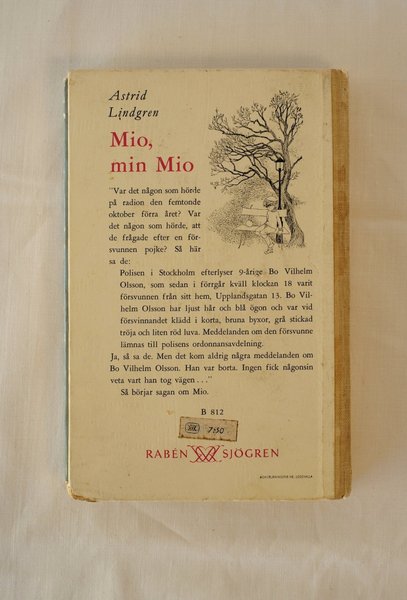 Astrid
Lindgren
Mio,
min Mio
"Var det någon som hörde
på radion den femtonde
oktober förra året? Var
det någon som hörde, att
de frågade efter en för-
svunnen pojke? Så här
sa de:
Polisen i Stockholm efterlyser 9-årige Bo Vilhelm
Olsson, som sedan i förrgår kväll klockan 18 varit
försvunnen från sitt hem, Upplandsgatan 13. Bo Vil-
helm Olsson har ljust hår och blå ögon och var vid
försvinnandet klädd i korta, bruna byxor, grå stickad
tröja och liten röd luva. Meddelanden om den försvunne
lämnas till polisens ordonnansavdelning.
Ja, så sa de. Men det kom aldrig några meddelanden om
Bo Vilhelm Olsson. Han var borta. Ingen fick någonsin
veta vart han tog vägen . . ."
Så börjar sagan om Mio.
B 812
7:50
RABÉN SJÖGREN